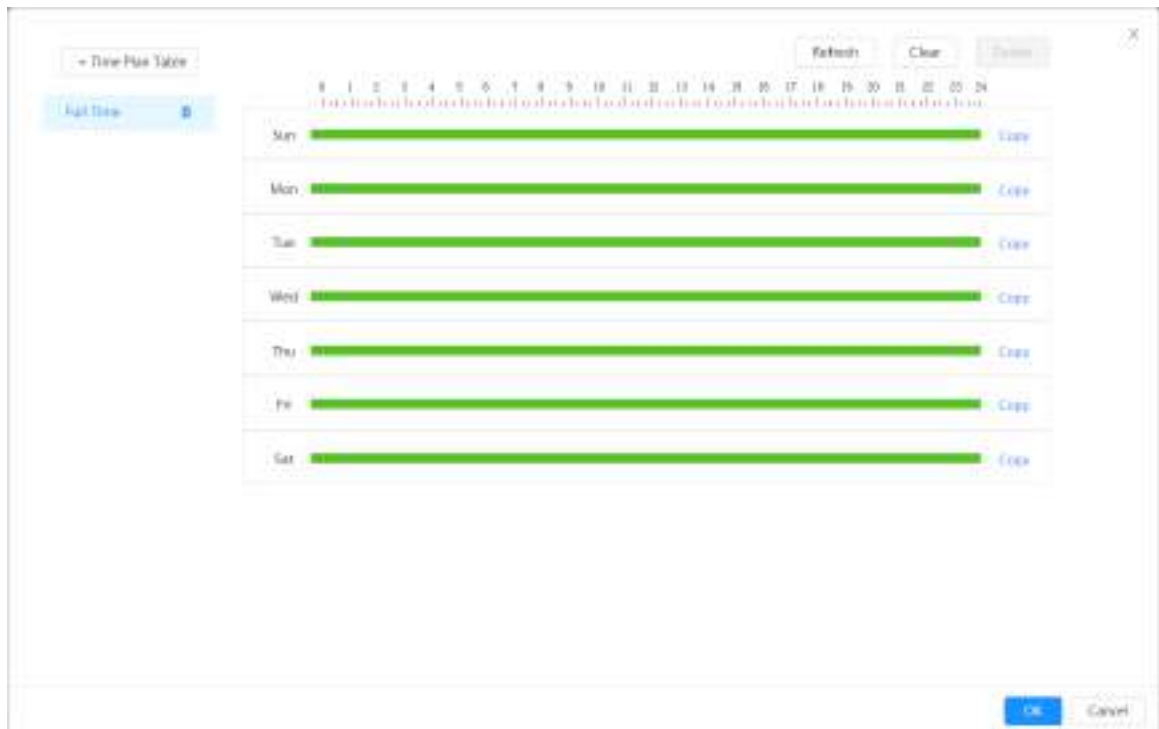 + Time Plan Table
Refresh
Clear
Delete
Full Time
0 1 2 3 4 5 6 7 8 9 10 11 12 13 14 15 16 17 18 19 20 21 22 23 24
Sun Copy
Mon Copy
Tue Copy
Wed Copy
Thu Copy
Fri Copy
Sat Copy
OK
Cancel